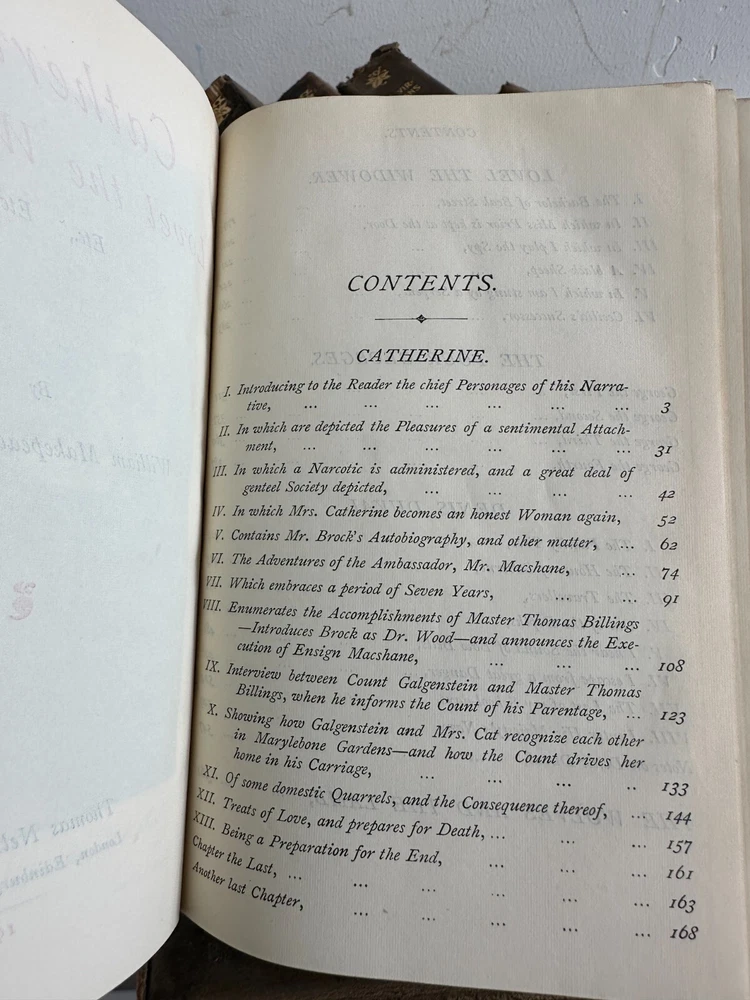 CONTENTS.
CATHERINE.
I. Introducing to the Reader the chief Personages of this Narra-
tive, ... ... ... ... ... 3
II. In which are depicted the Pleasures of a sentimental Attach-
ment, ... ... ... ... ... 31
III. In which a Narcotic is administered, and a great deal of
genteel Society depicted, ... ... ... ... 42
IV. In which Mrs. Catherine becomes an honest Woman again, 52
V. Contains Mr. Brock's Autobiography, and other matter, ... 62
VI. The Adventures of the Ambassador, Mr. Macshane, ... 74
VII. Which embraces a period of Seven Years, ... ... 91
VIII. Enumerates the Accomplishments of Master Thomas Billings
—Introduces Brock as Dr. Wood—and announces the Exe-
cution of Ensign Macshane, ... ... ... 108
IX. Interview between Count Galgenstein and Master Thomas
Billings, when he informs the Count of his Parentage, ... 123
X. Showing how Galgenstein and Mrs. Cat recognize each other
in Marylebone Gardens—and how the Count drives her
home in his Carriage, ... ... ... .. 133
XI. Of some domestic Quarrels, and the Consequence thereof, ... 144
XII. Treats of Love, and prepares for Death, ... ... ... 157
XIII. Being a Preparation for the End, ... ... ... 161
Chapter the Last, ... ... ... ... ... 163
Another last Chapter, ... ... ... ... 168